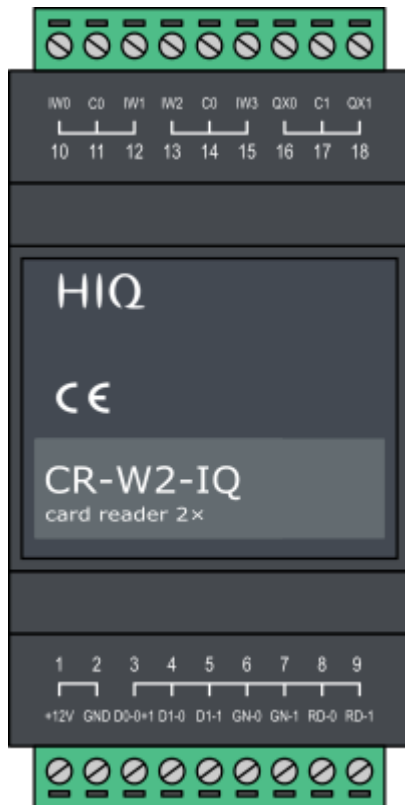 IW0 C0 IW1 IW2 C0 IW3 QX0 C1 QX1
10 11 12 13 14 15 16 17 18
HIQ
CE
CR-W2-IQ
card reader 2×
1 2 3 4 5 6 7 8 9
+12V GND D0-0+1 D1-0 D1-1 GN-0 GN-1 RD-0 RD-1